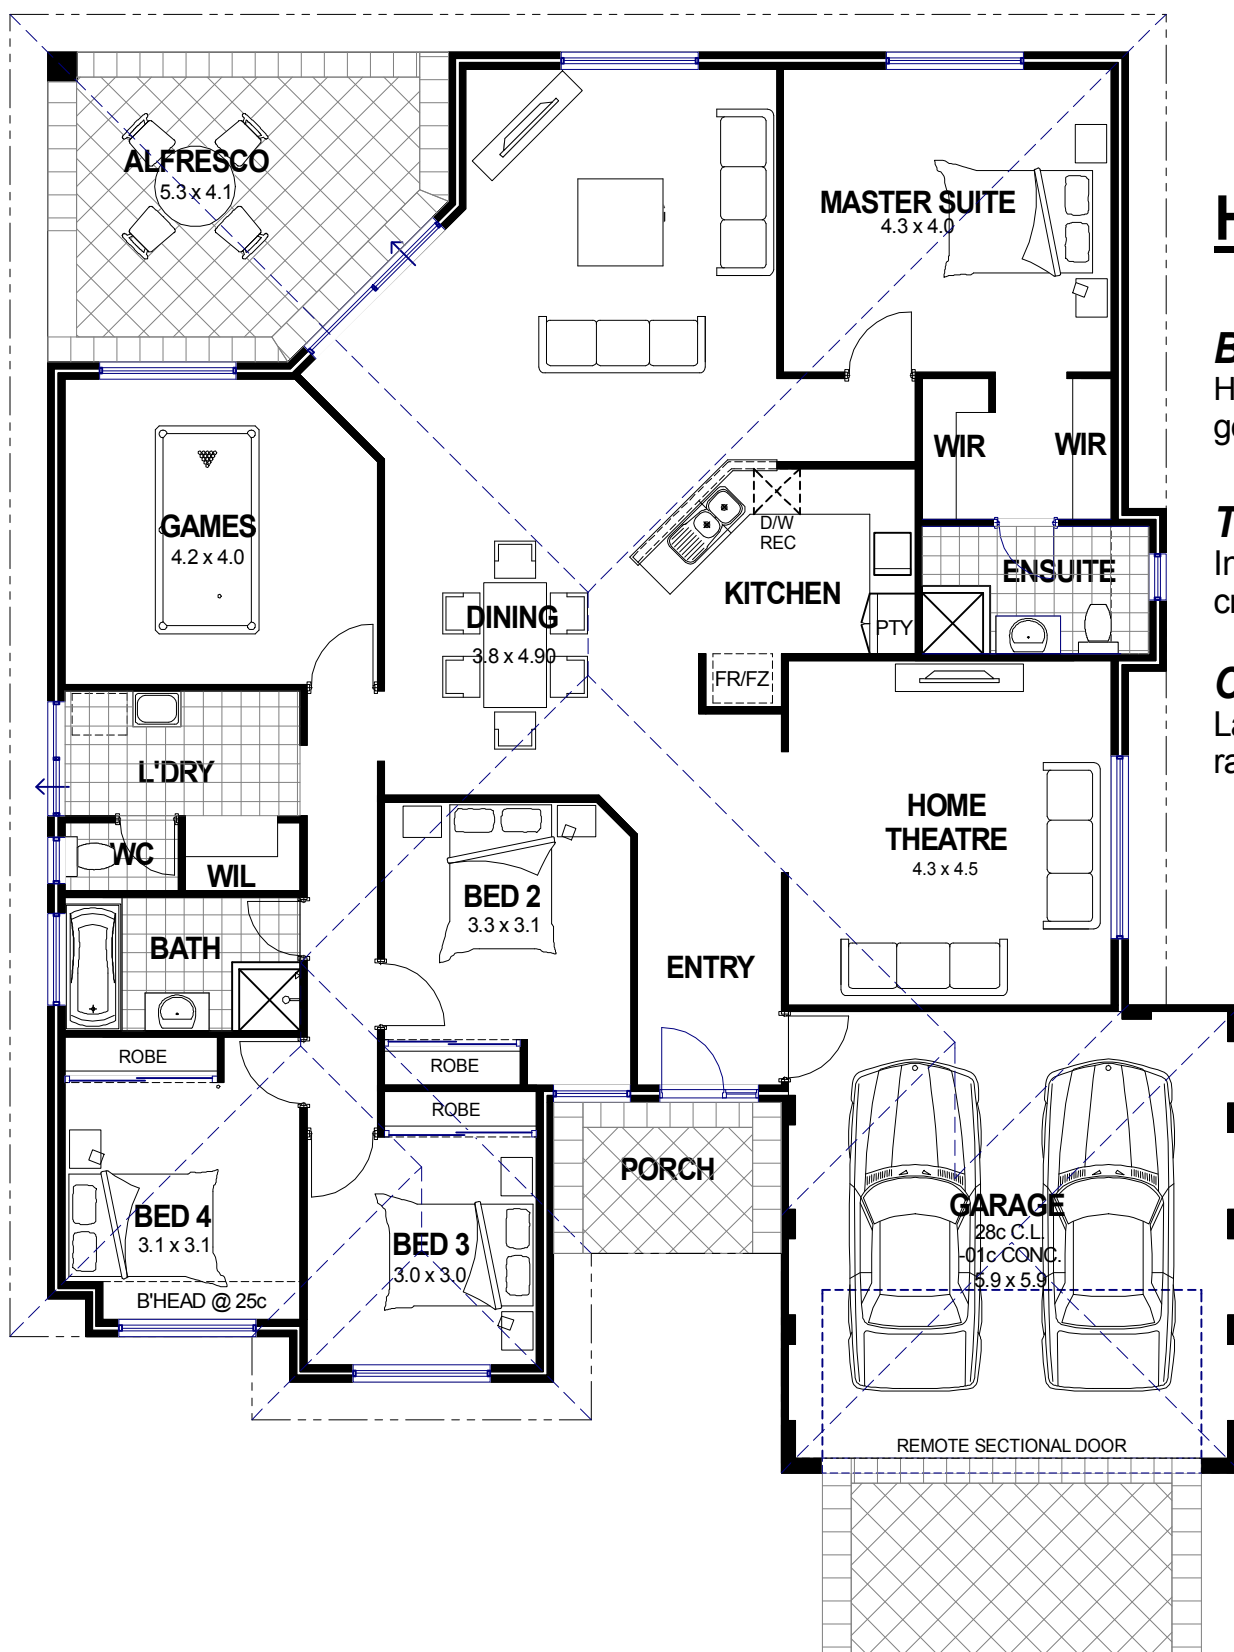 ALFRESCO
5.3 x 4.1
MASTER SUITE
4.3 x 4.0
H
B
H
WIR
WIR
T
In
GAMES
4.2 x 4.0
D/W
REC
KITCHEN
ENSUITE
DINING
3.8 x 4.90
PTY
FR/FZ
C
La
ra
L'DRY
HOME
THEATRE
4.3 x 4.5
WC
WIL
BED 2
3.3 x 3.1
BATH
ENTRY
ROBE
ROBE
ROBE
PORCH
BED 4
3.1 x 3.1
BED 3
3.0 x 3.0
GARAGE
28c C.L.
-01c CONC.
5.9 x 5.9
B'HEAD @ 25c
REMOTE SECTIONAL DOOR